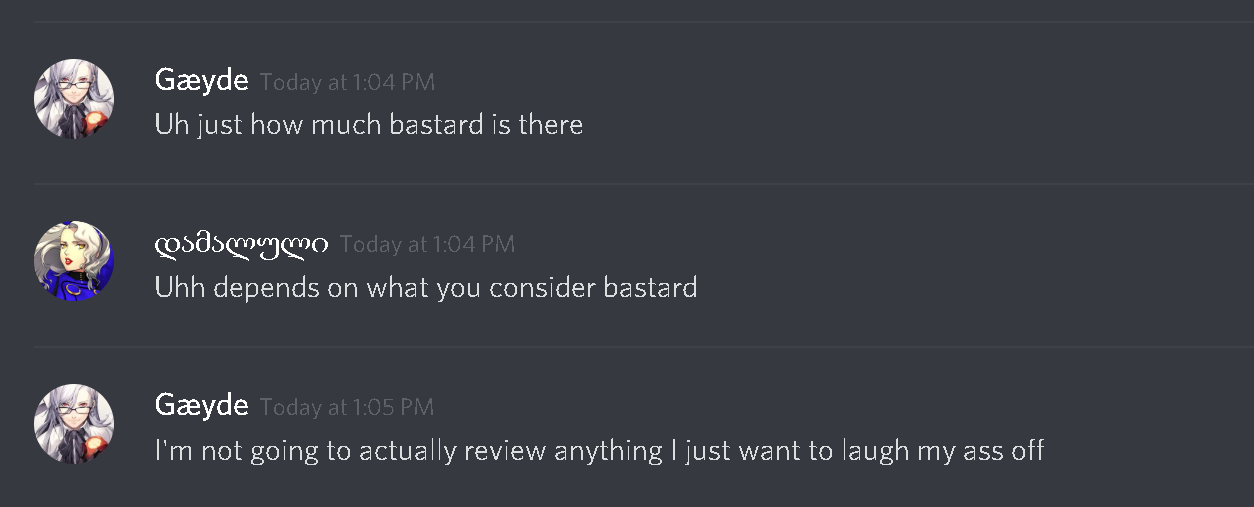 Gæyde Today at 1:04 PM
Uh just how much bastard is there
დამალული Today at 1:04 PM
Uhh depends on what you consider bastard
Gæyde Today at 1:05 PM
I'm not going to actually review anything I just want to laugh my ass off